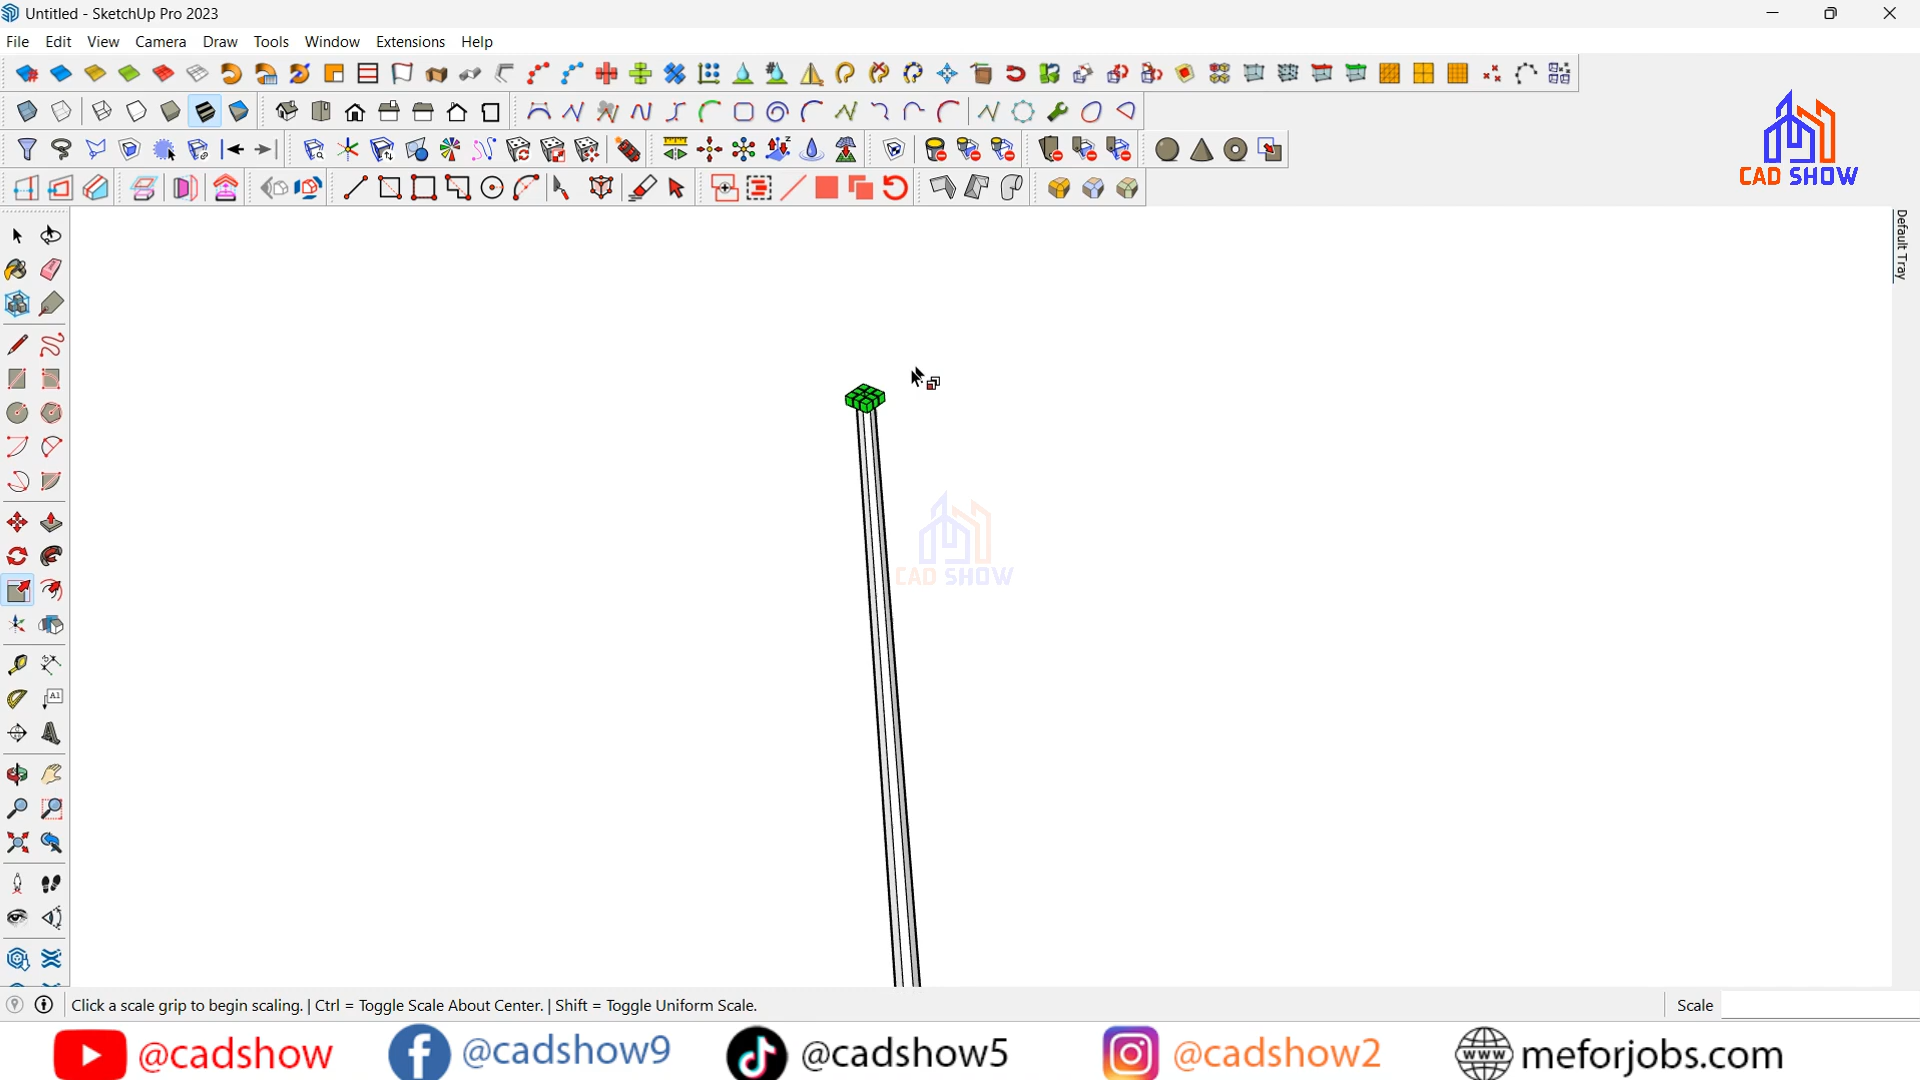 Untitled - SketchUp Pro 2023
File Edit View Camera Draw Tools Window Extensions Help
CAD SHOW
Default Tray
A1
CAD SHOW
Click a scale grip to begin scaling. | Ctrl = Toggle Scale About Center. | Shift = Toggle Uniform Scale.
Scale
@cadshow @cadshow9 @cadshow5 @cadshow2 www meforjobs.com